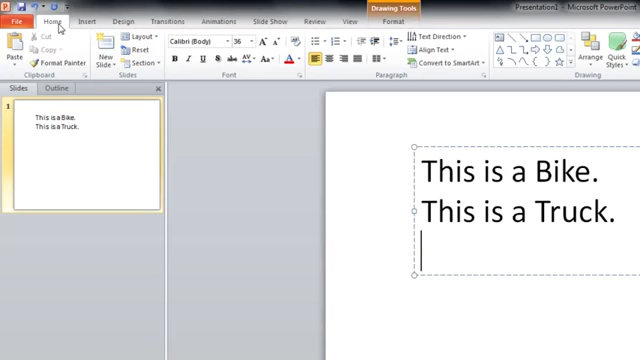 Drawing Tools
Presentation1 - Microsoft PowerPoint
File Home Insert Design Transitions Animations Slide Show Review View Format
Paste
Cut
Copy
Format Painter
Clipboard
New Slide
Layout
Reset
Section
Slides
Calibri (Body) 36
Font
Text Direction
Align Text
Convert to SmartArt
Paragraph
Arrange
Quick
Styles
Drawing
Slides Outline
1
This is a Bike.
This is a Truck.
This is a Bike.
This is a Truck.